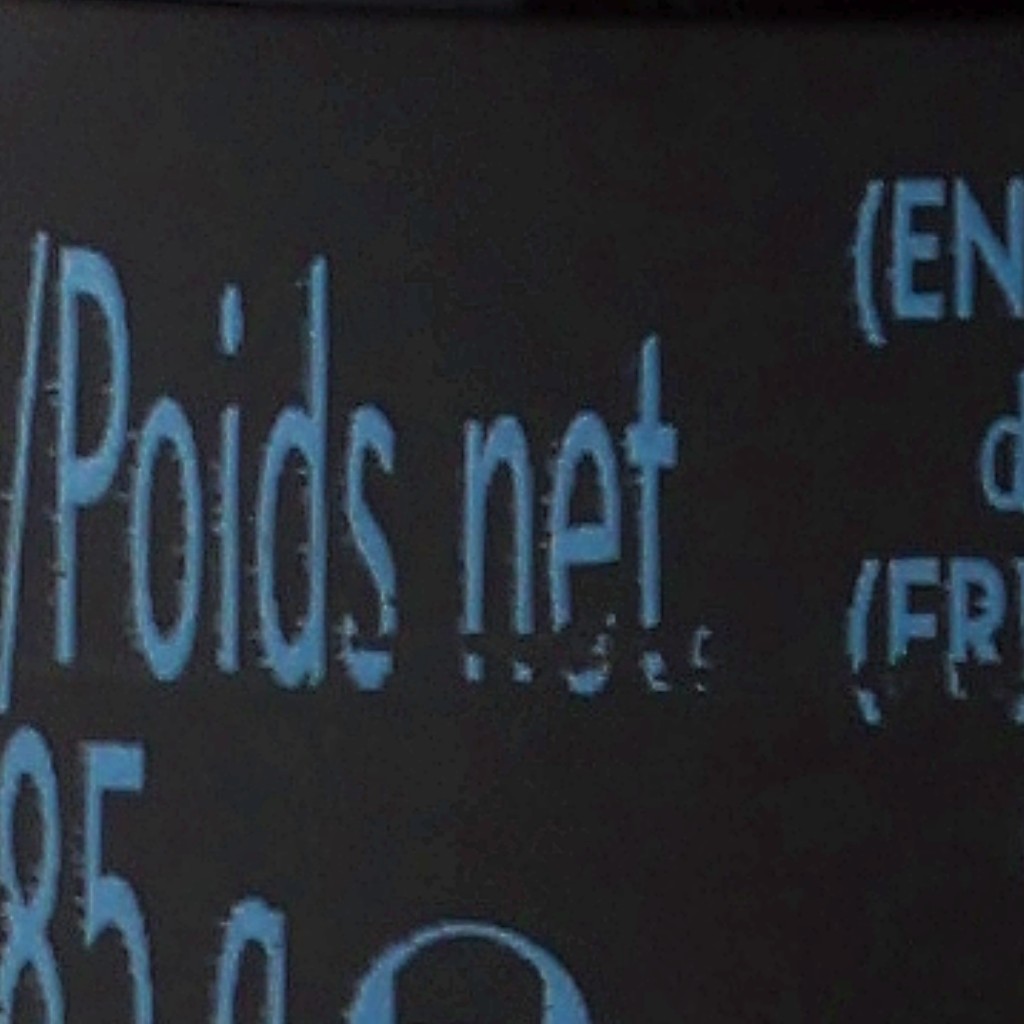 /Poids net
85 g
(EN
d
(FR)